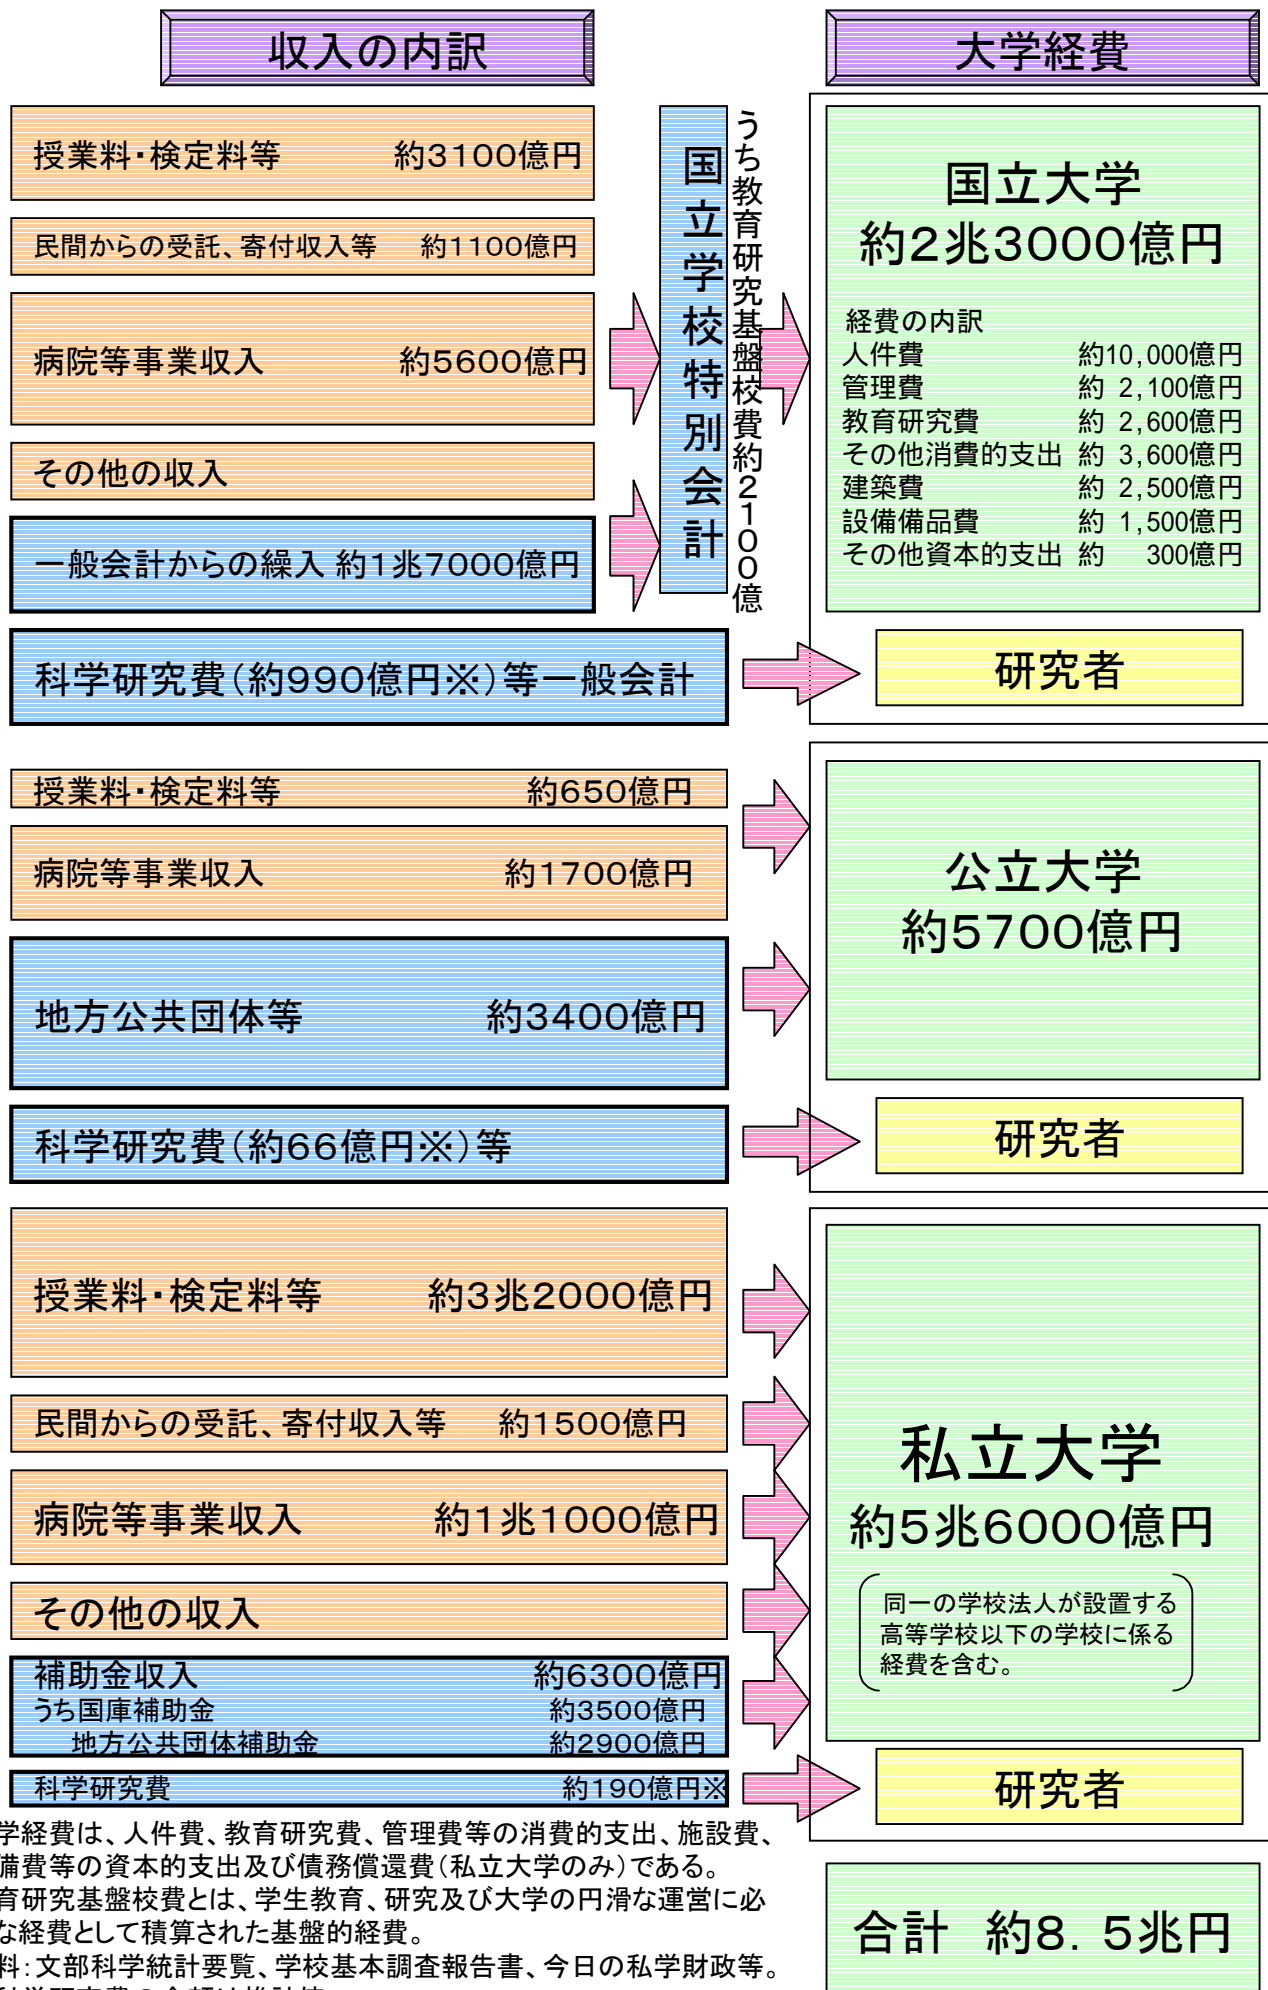 収入の内訳
大学経費
授業料・検定料等 約3100億円
民間からの受託、寄付収入等 約1100億円
病院等事業収入 約5600億円
その他の収入
一般会計からの繰入 約1兆7000億円
国立学校特別会計
うち教育研究基盤校費約2100億
国立大学
約2兆3000億円
経費の内訳
人件費 約10,000億円
管理費 約 2,100億円
教育研究費 約 2,600億円
その他消費的支出 約 3,600億円
建築費 約 2,500億円
設備備品費 約 1,500億円
その他資本的支出 約 300億円
科学研究費(約990億円※)等一般会計
研究者
授業料・検定料等 約650億円
病院等事業収入 約1700億円
地方公共団体等 約3400億円
公立大学
約5700億円
科学研究費(約66億円※)等
研究者
授業料・検定料等 約3兆2000億円
民間からの受託、寄付収入等 約1500億円
病院等事業収入 約1兆1000億円
その他の収入
補助金収入 約6300億円
うち国庫補助金 約3500億円
地方公共団体補助金 約2900億円
私立大学
約5兆6000億円
同一の学校法人が設置する
高等学校以下の学校に係る
経費を含む。
科学研究費 約190億円※
研究者
学経費は、人件費、教育研究費、管理費等の消費的支出、施設費、
備費等の資本的支出及び債務償還費(私立大学のみ)である。
育研究基盤校費とは、学生教育、研究及び大学の円滑な運営に必
な経費として積算された基盤的経費。
料:文部科学統計要覧、学校基本調査報告書、今日の私学財政等。
合計 約8.5兆円